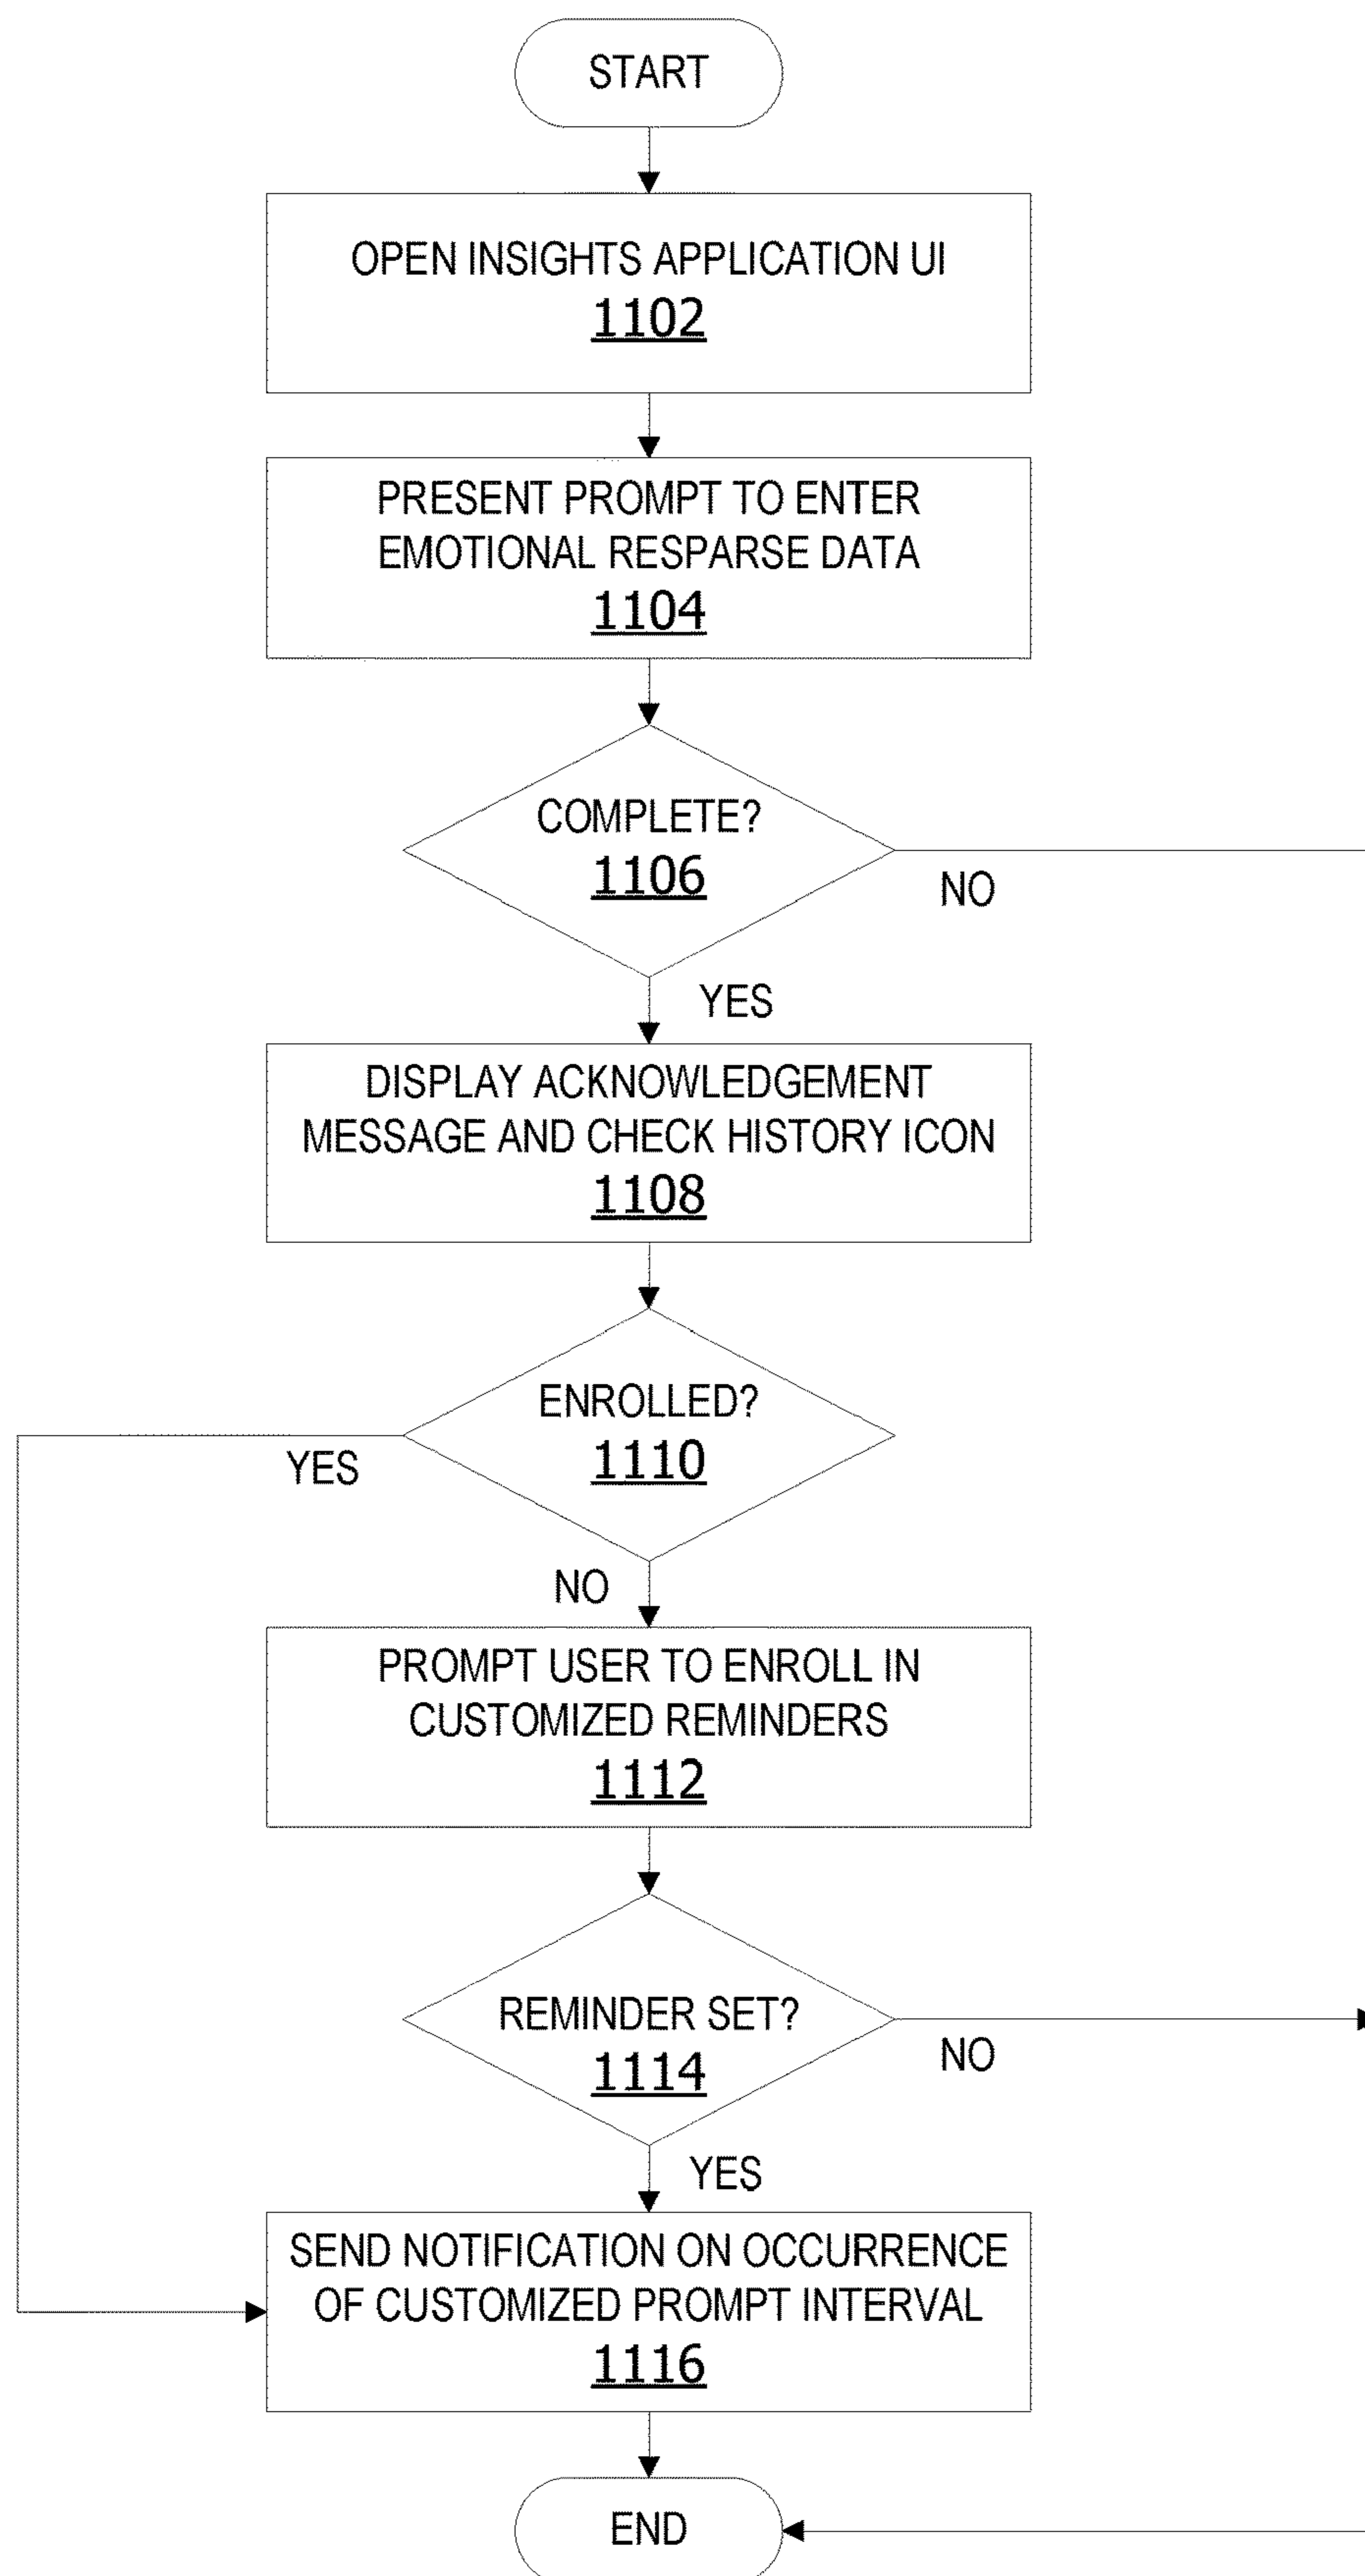 START
OPEN INSIGHTS APPLICATION UI
1102
PRESENT PROMPT TO ENTER
EMOTIONAL RESPARSE DATA
1104
COMPLETE?
1106
NO
YES
DISPLAY ACKNOWLEDGEMENT
MESSAGE AND CHECK HISTORY ICON
1108
ENROLLED?
1110
YES
NO
PROMPT USER TO ENROLL IN
CUSTOMIZED REMINDERS
1112
REMINDER SET?
1114
NO
YES
SEND NOTIFICATION ON OCCURRENCE
OF CUSTOMIZED PROMPT INTERVAL
1116
END